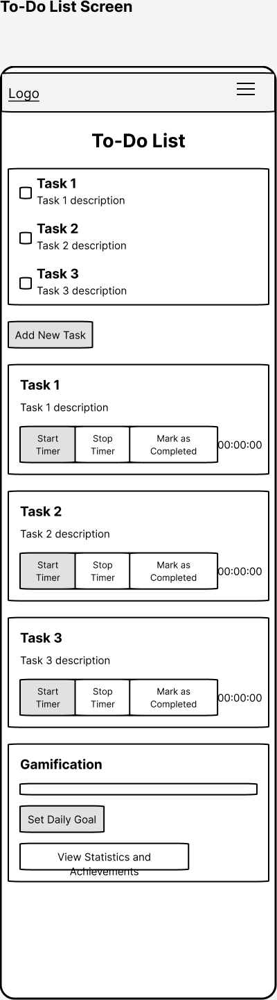 To-Do List Screen
Logo
To-Do List
Task 1
Task 1 description
Task 2
Task 2 description
Task 3
Task 3 description
Add New Task
Task 1
Task 1 description
Start
Timer
Stop
Timer
Mark as
Completed
00:00:00
Task 2
Task 2 description
Start
Timer
Stop
Timer
Mark as
Completed
00:00:00
Task 3
Task 3 description
Start
Timer
Stop
Timer
Mark as
Completed
00:00:00
Gamification
Set Daily Goal
View Statistics and
Achievements